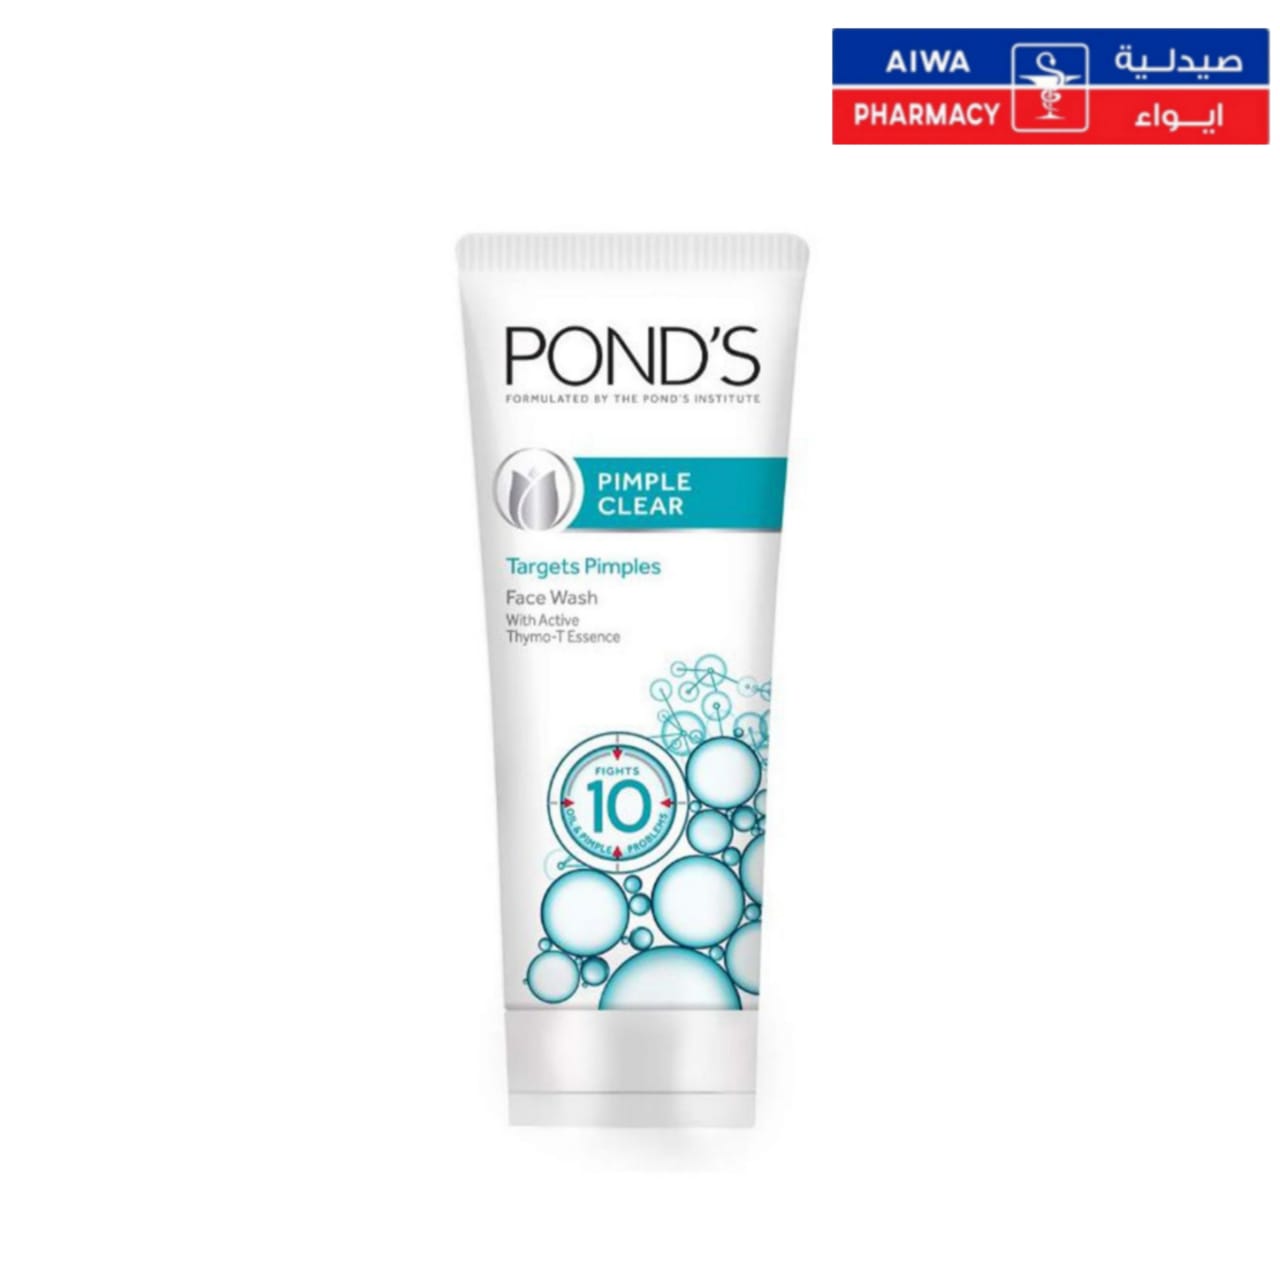 AIWA
PHARMACY
صيدلية
ايواء
POND'S
FORMULATED BY THE POND'S INSTITUTE
PIMPLE
CLEAR
Targets Pimples
Face Wash
With Active
Thymo-T Essence
FIGHTS
10
OIL & PIMPLE PROBLEMS